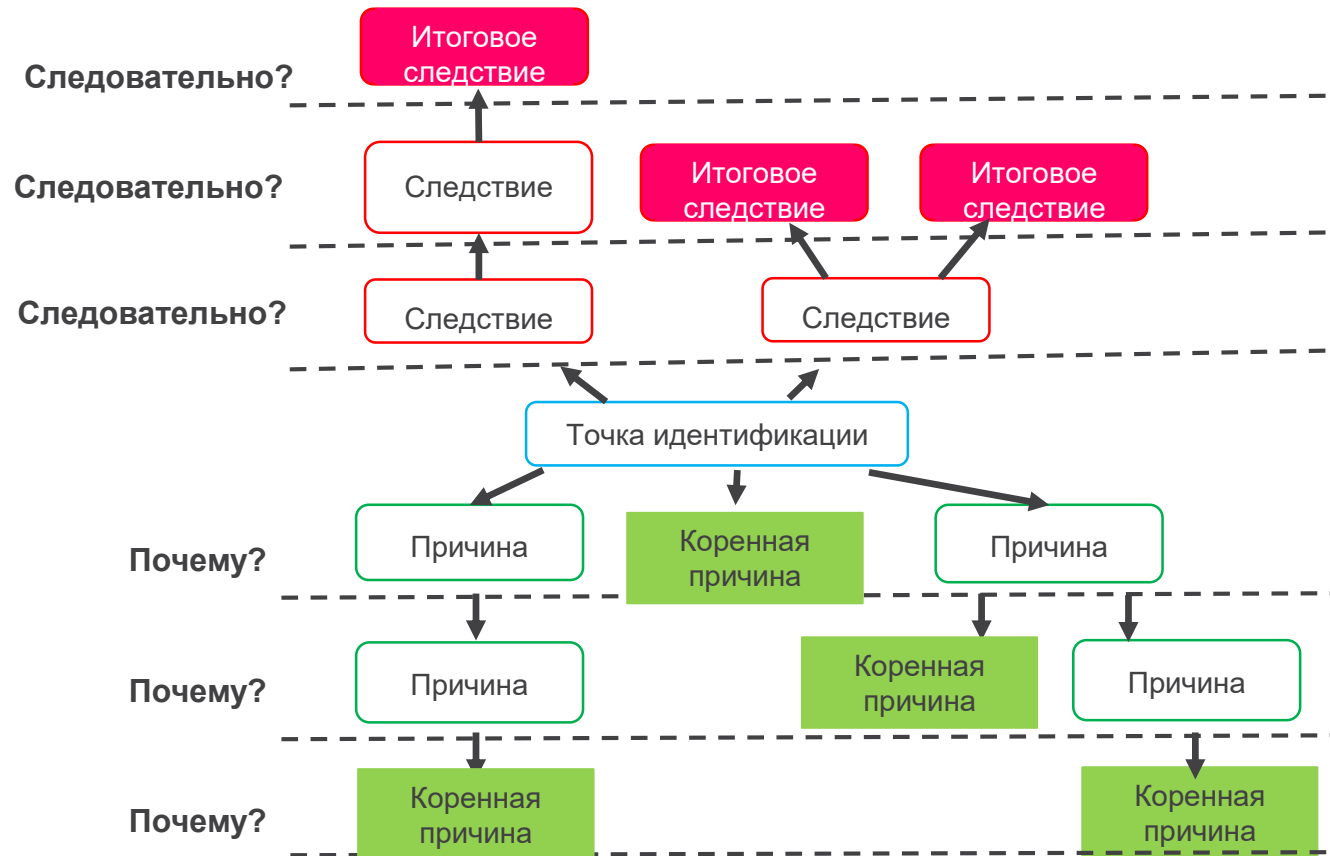 Итоговое
следствие
Следовательно?
Следовательно?
Следствие
Итоговое
следствие
Итоговое
следствие
Следовательно?
Следствие
Следствие
Точка идентификации
Почему?
Причина
Коренная
причина
Причина
Почему?
Причина
Коренная
причина
Причина
Почему?
Коренная
причина
Коренная
причина